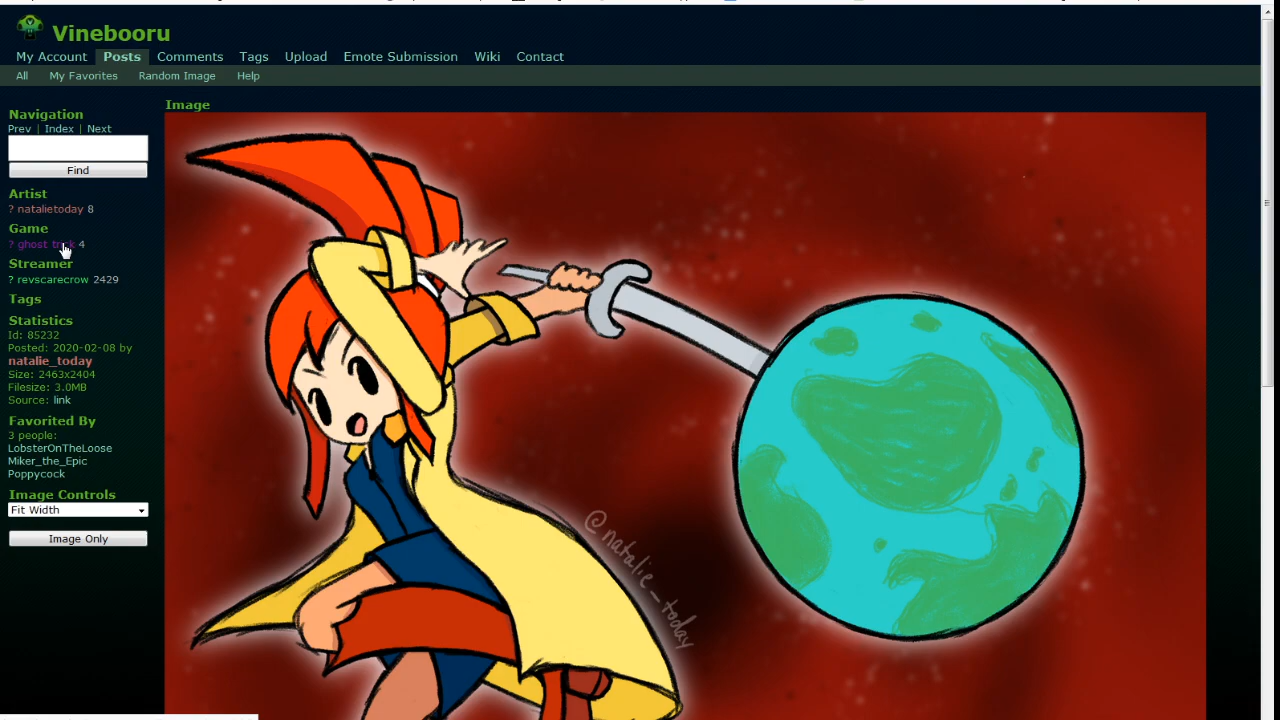 Vinebooru
My Account Posts Comments Tags Upload Emote Submission Wiki Contact
All My Favorites Random Image Help
Navigation
Prev | Index | Next
Find
Artist
? natalietoday 8
Game
? ghost trick 4
Streamer
? revscarecrow 2429
Tags
Statistics
Id: 85232
Posted: 2020-02-08 by
natalie_today
Size: 2463x2404
Filesize: 3.0MB
Source: link
Favorited By
3 people:
LobsterOnTheLoose
Miker_the_Epic
Poppycock
Image Controls
Fit Width
Image Only
Image
@natalie_today